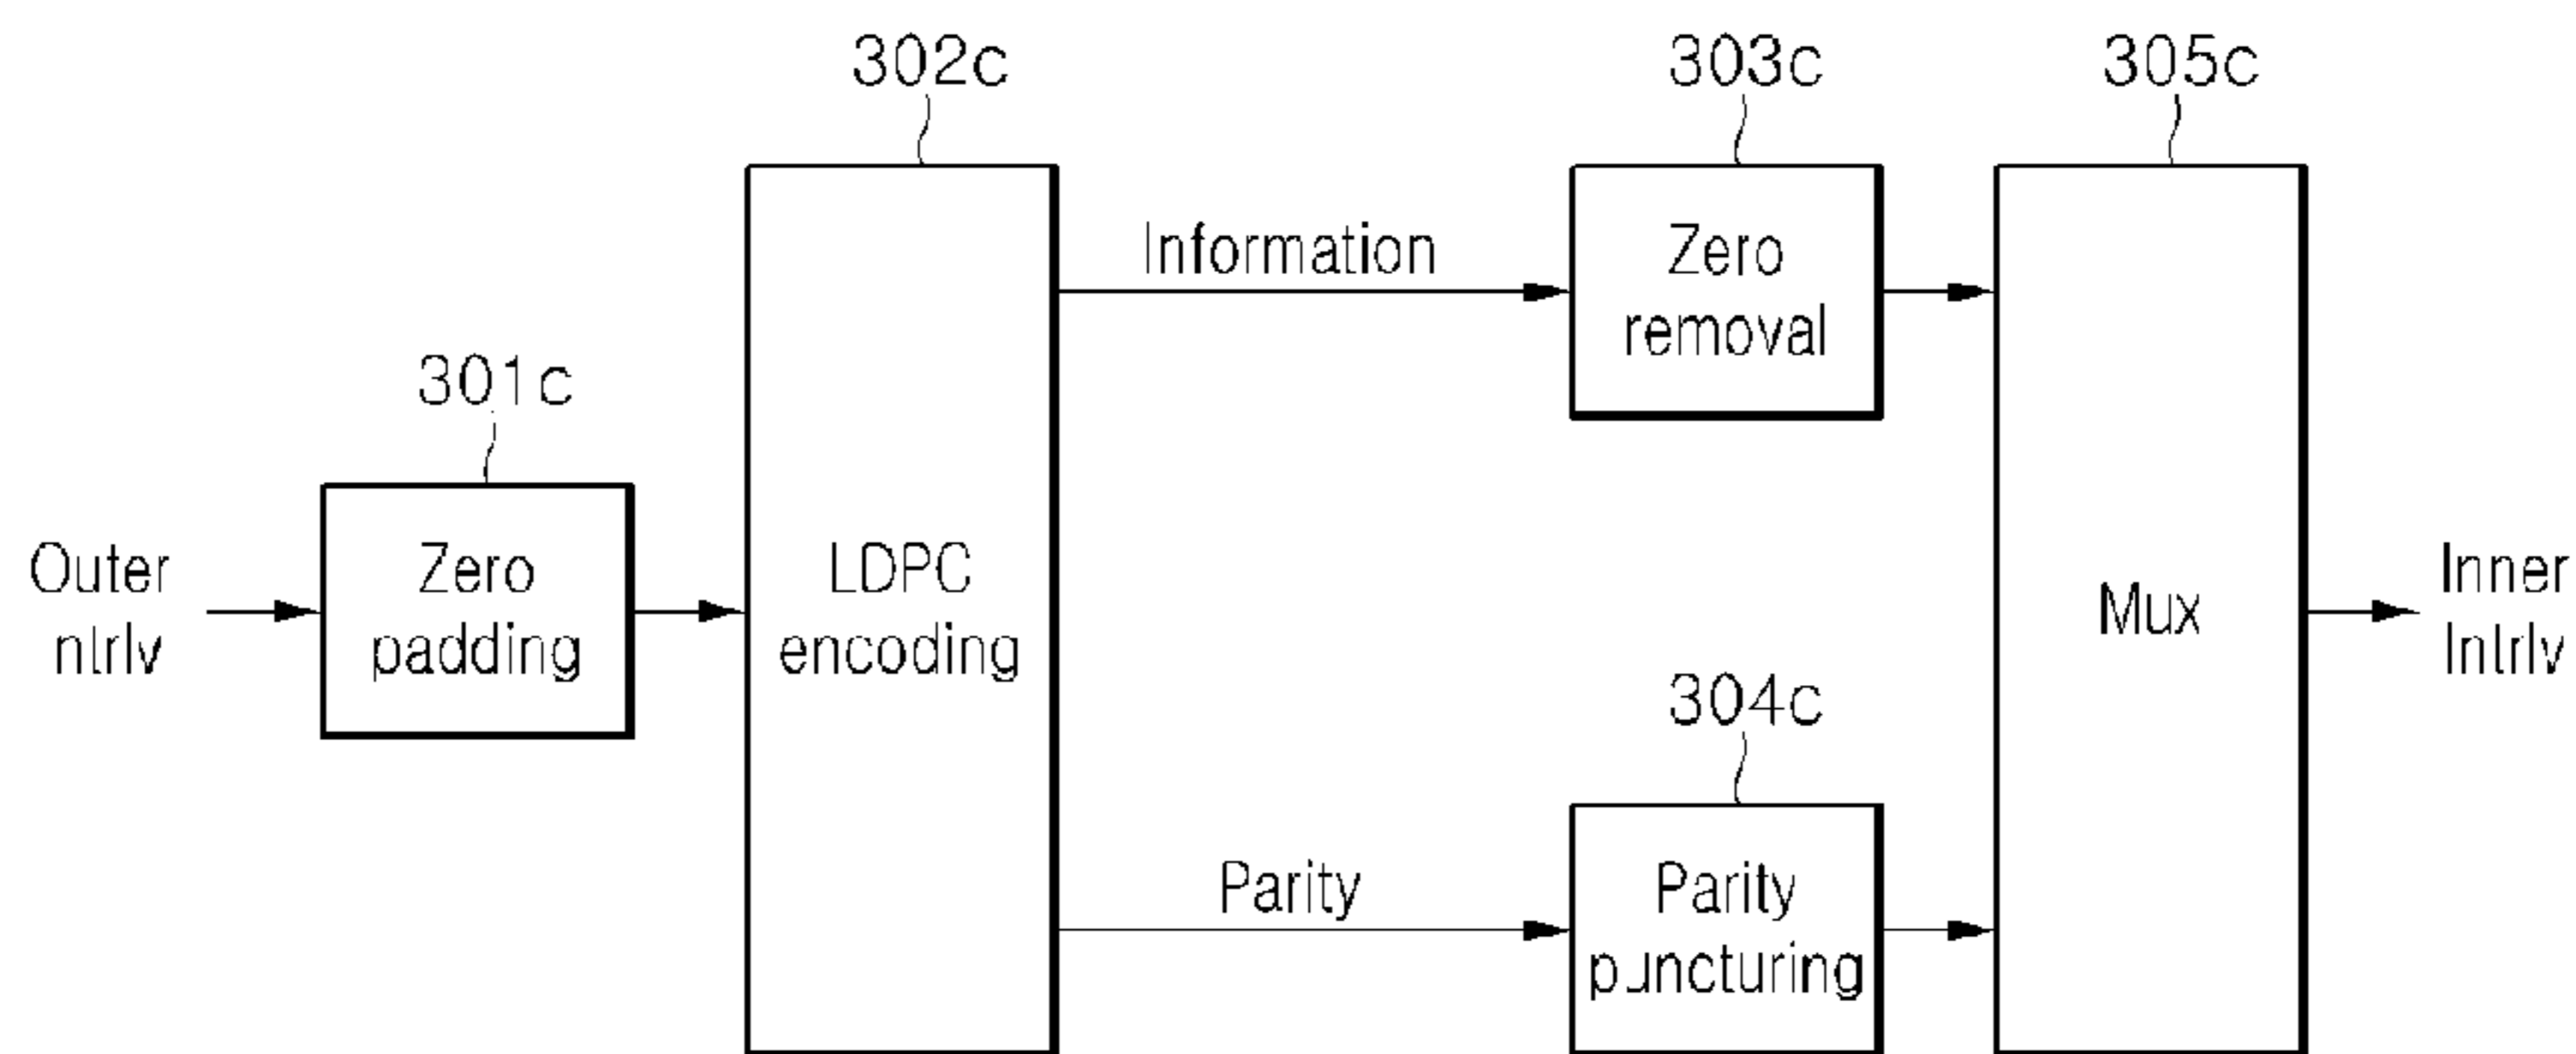 302c
303c
305c
Information
Zero
removal
301c
Outer
ntrlv
Zero
padding
LDPC
encoding
Mux
Inner
Intrlv
304c
Parity
Parity
puncturing